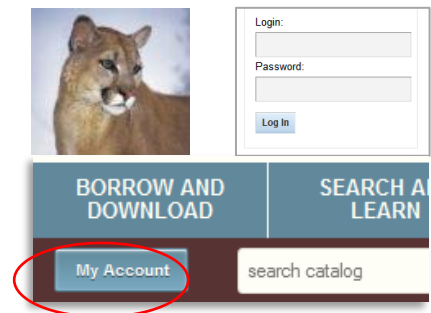 Login:
Password:
Log In
BORROW AND
DOWNLOAD
SEARCH A
LEARN
My Account
search catalog